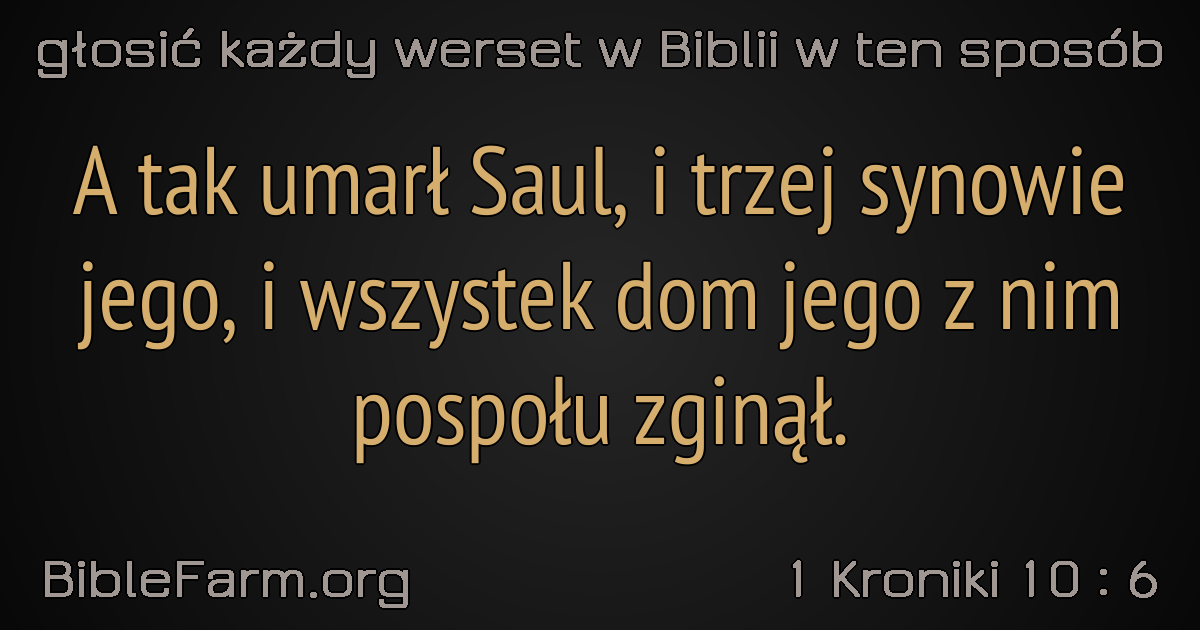 głosić każdy werset w Biblii w ten sposób
A tak umarł Saul, i trzej synowie
jego, i wszystek dom jego z nim
pospołu zginął.
BibleFarm.org
1 Kroniki 10 : 6